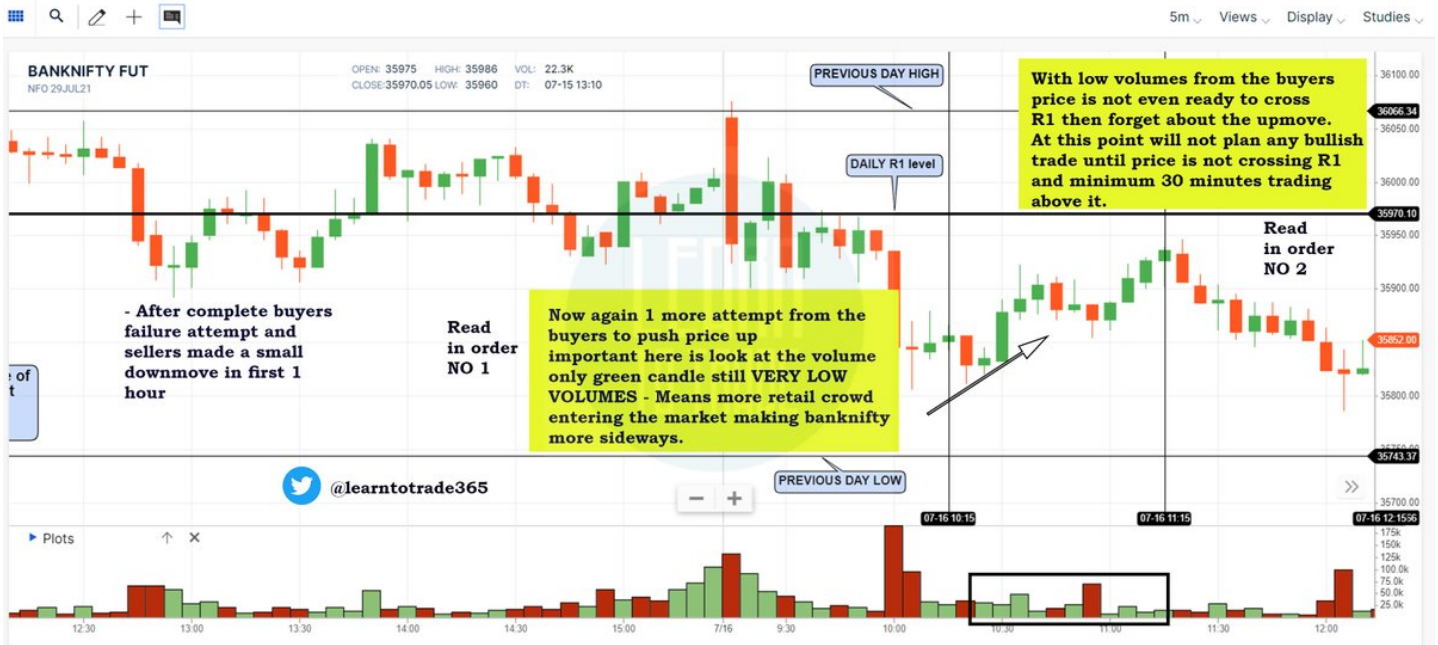 5m Views Display Studies
BANKNIFTY FUT
NFO 29JUL21
OPEN: 35975 HIGH: 35986 VOL: 22.3K
CLOSE:35970.05 LOW: 35960 DT: 07-15 13:10
PREVIOUS DAY HIGH
DAILY R1 level
With low volumes from the buyers
price is not even ready to cross
R1 then forget about the upmove.
At this point will not plan any bullish
trade until price is not crossing R1
and minimum 30 minutes trading
above it.
Read
in order
NO 2
- After complete buyers
failure attempt and
sellers made a small
downmove in first 1
hour
Read
in order
NO 1
Now again 1 more attempt from the
buyers to push price up
important here is look at the volume
only green candle still VERY LOW
VOLUMES - Means more retail crowd
entering the market making banknifty
more sideways.
of
t
@learntotrade365
PREVIOUS DAY LOW
36100.00
36066.34
36050.00
36000.00
35970.10
35950.00
35900.00
35852.00
35800.00
35743.37
35700.00
07-16 10:15
07-16 11:15
Plots
175k
125k
100.0k
75.0k
50.0k
25.0k
12:30 13:00 13:30 14:00 14:30 15:00 7/16 9:30 10:00 10:30 11:00 11:30 12:00